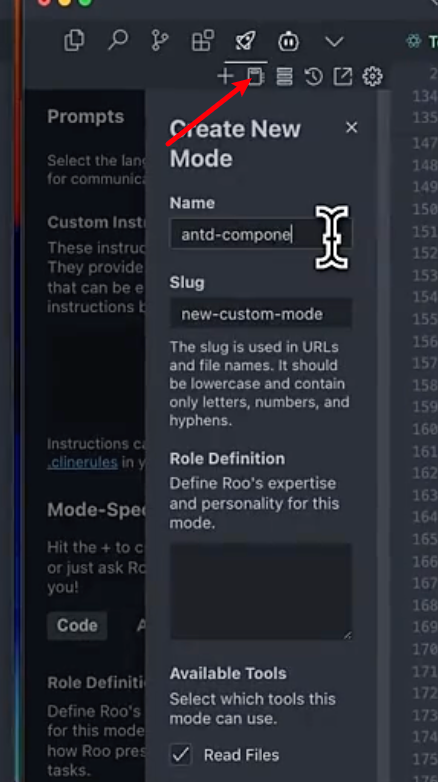 Te
Prompts
Select the lang
for communica
Custom Inst
These instruc
They provide
that can be e
instructions b
Instructions ca
.clinerules in y
Mode-Spe
Hit the + to c
or just ask Ro
you!
Code
A
Role Definiti
Define Roo's
for this mode
how Roo pres
tasks.
Create New
Mode
Name
antd-compone
Slug
new-custom-mode
The slug is used in URLs
and file names. It should
be lowercase and contain
only letters, numbers, and
hyphens.
Role Definition
Define Roo's expertise
and personality for this
mode.
Available Tools
Select which tools this
mode can use.
Read Files
2
134
135
147
148
149
150
151
152
153
154
155
156
157
158
159
160
161
162
163
164
165
166
167
168
169
170
171
172
173
174
175